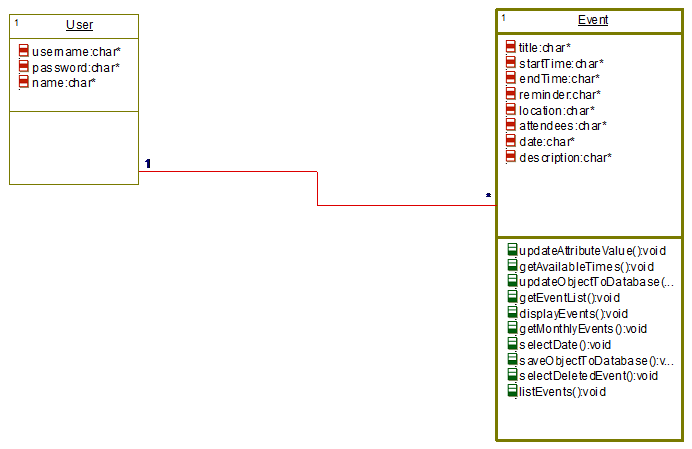 1
User
username:char*
password:char*
name:char*
1
*
1
Event
title:char*
startTime:char*
endTime:char*
reminder:char*
location:char*
attendees:char*
date:char*
description:char*
updateAttributeValue():void
getAvailableTimes():void
updateObjectToDatabase(...
getEventList():void
displayEvents():void
getMonthlyEvents():void
selectDate():void
saveObjectToDatabase():v...
selectDeletedEvent():void
listEvents():void